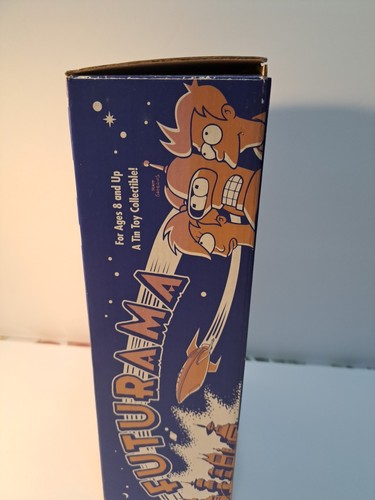 For Ages 8 and Up
A Tin Toy Collectible!
FUTURAMA